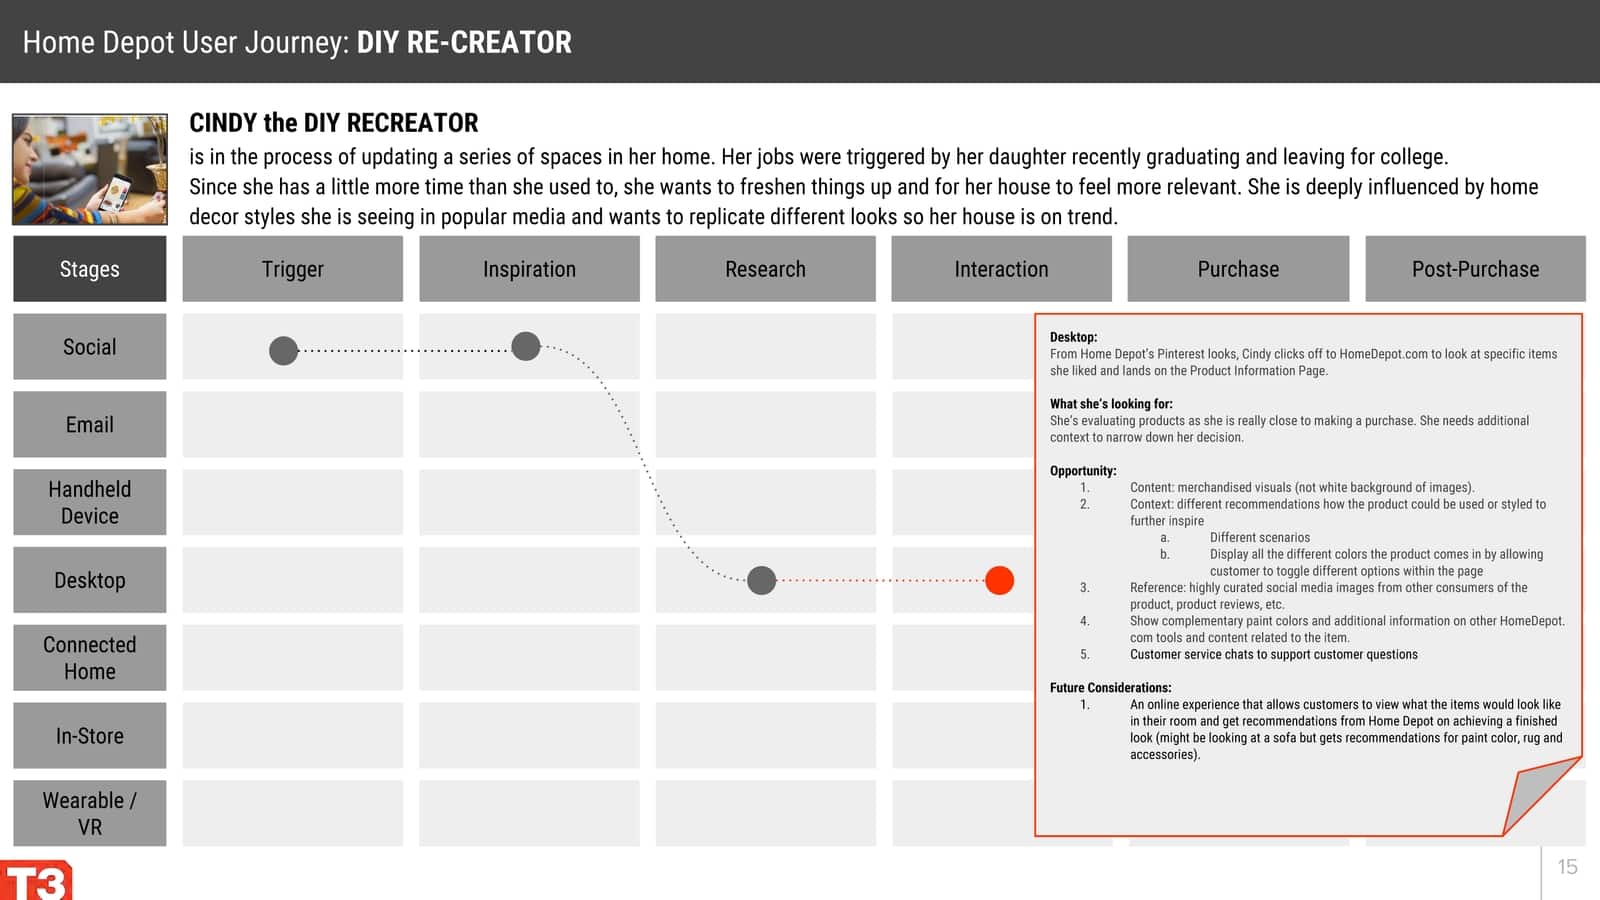 Home Depot User Journey: DIY RE-CREATOR
CINDY the DIY RECREATOR
is in the process of updating a series of spaces in her home. Her jobs were triggered by her daughter recently graduating and leaving for college.
Since she has a little more time than she used to, she wants to freshen things up and for her house to feel more relevant. She is deeply influenced by home
decor styles she is seeing in popular media and wants to replicate different looks so her house is on trend.
Stages
Trigger
Inspiration
Research
Interaction
Purchase
Post-Purchase
Social
Email
Handheld
Device
Desktop
Connected
Home
In-Store
Wearable /
VR
Desktop:
From Home Depot's Pinterest looks, Cindy clicks off to HomeDepot.com to look at specific items
she liked and lands on the Product Information Page.
What she's looking for:
She's evaluating products as she is really close to making a purchase. She needs additional
context to narrow down her decision.
Opportunity:
1. Content: merchandised visuals (not white background of images).
2. Context: different recommendations how the product could be used or styled to
further inspire
a. Different scenarios
b. Display all the different colors the product comes in by allowing
customer to toggle different options within the page
3. Reference: highly curated social media images from other consumers of the
product, product reviews, etc.
4. Show complementary paint colors and additional information on other HomeDepot.
com tools and content related to the item.
5. Customer service chats to support customer questions
Future Considerations:
1. An online experience that allows customers to view what the items would look like
in their room and get recommendations from Home Depot on achieving a finished
look (might be looking at a sofa but gets recommendations for paint color, rug and
accessories).
T3
15